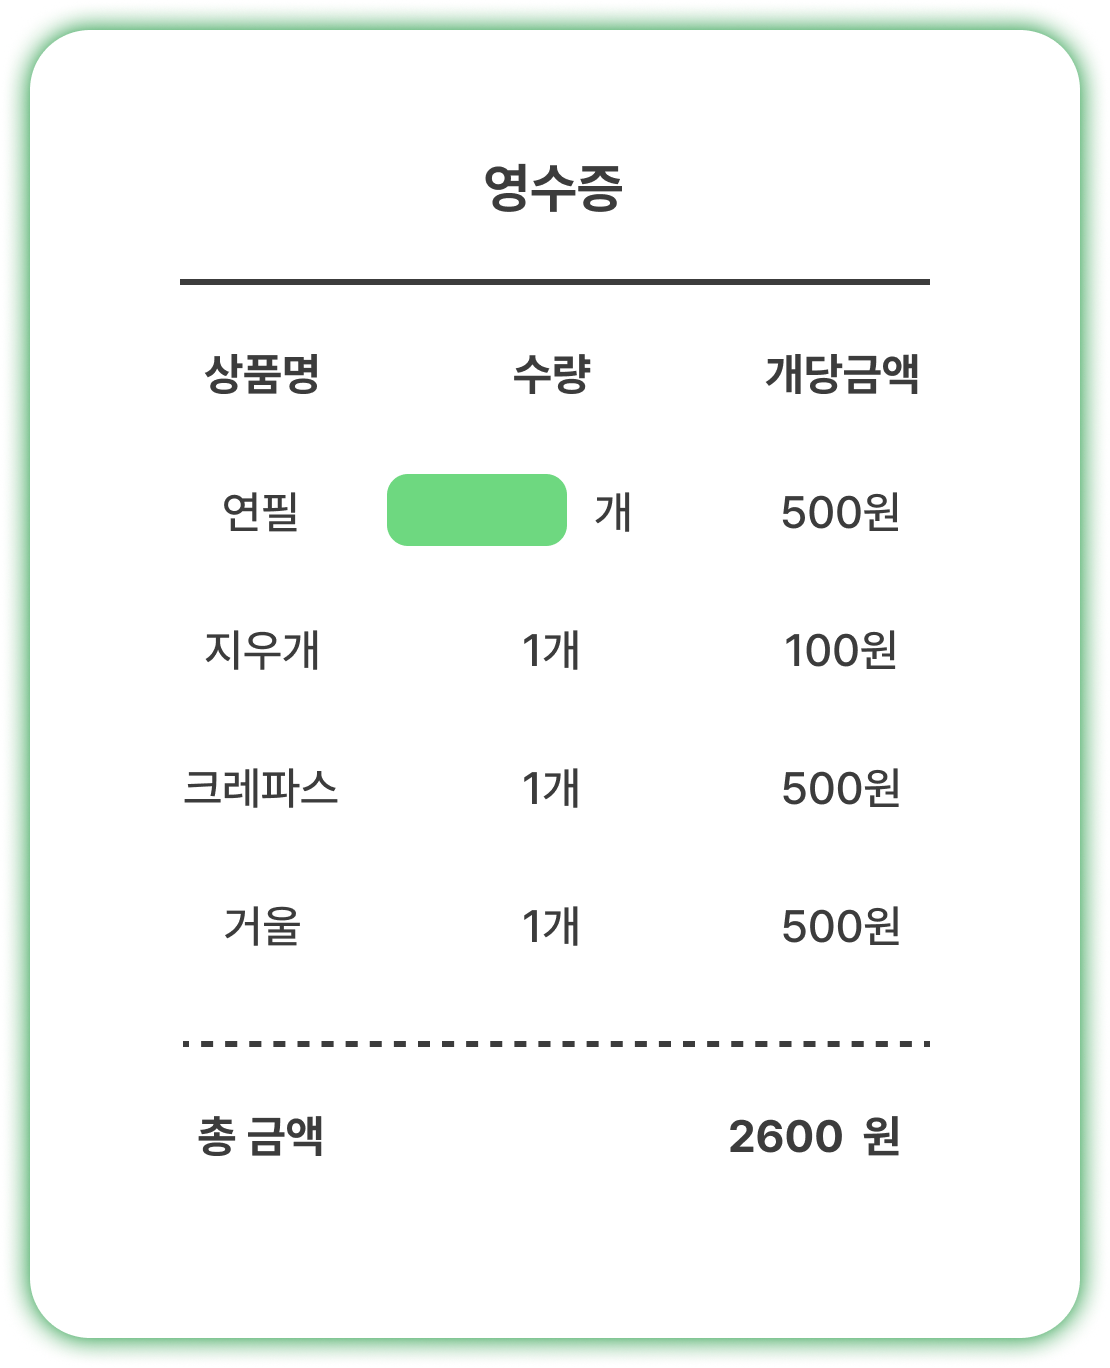 영수증
상품명 수량 개당금액
연필 개 500원
지우개 1개 100원
크레파스 1개 500원
거울 1개 500원
총 금액 2600 원